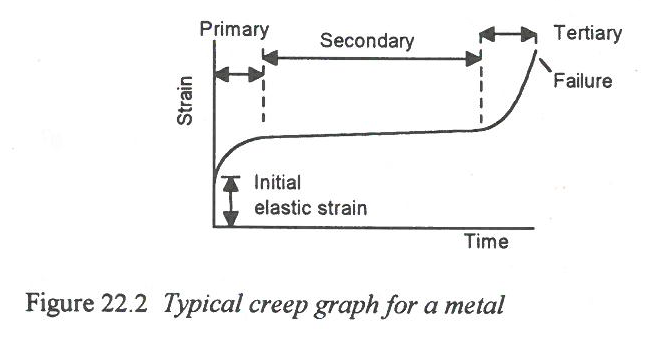 Primary
Secondary
Tertiary
Failure
Strain
Initial
elastic strain
Time
Figure 22.2 Typical creep graph for a metal